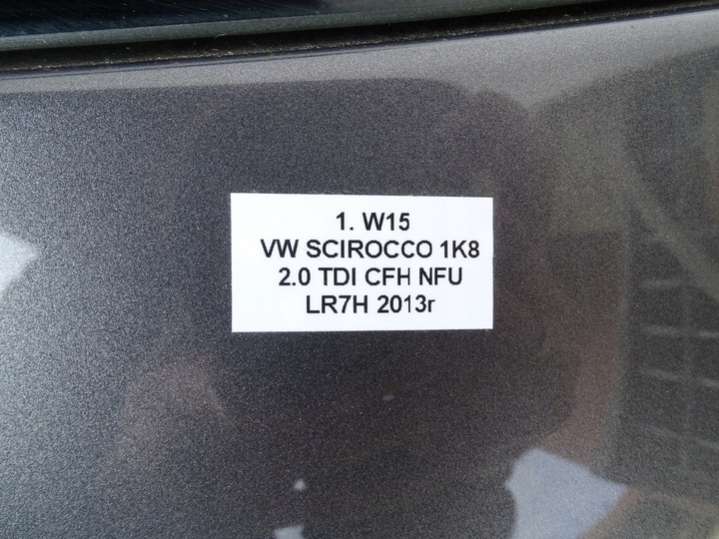 1. W15
VW SCIROCCO 1K8
2.0 TDI CFH NFU
LR7H 2013r